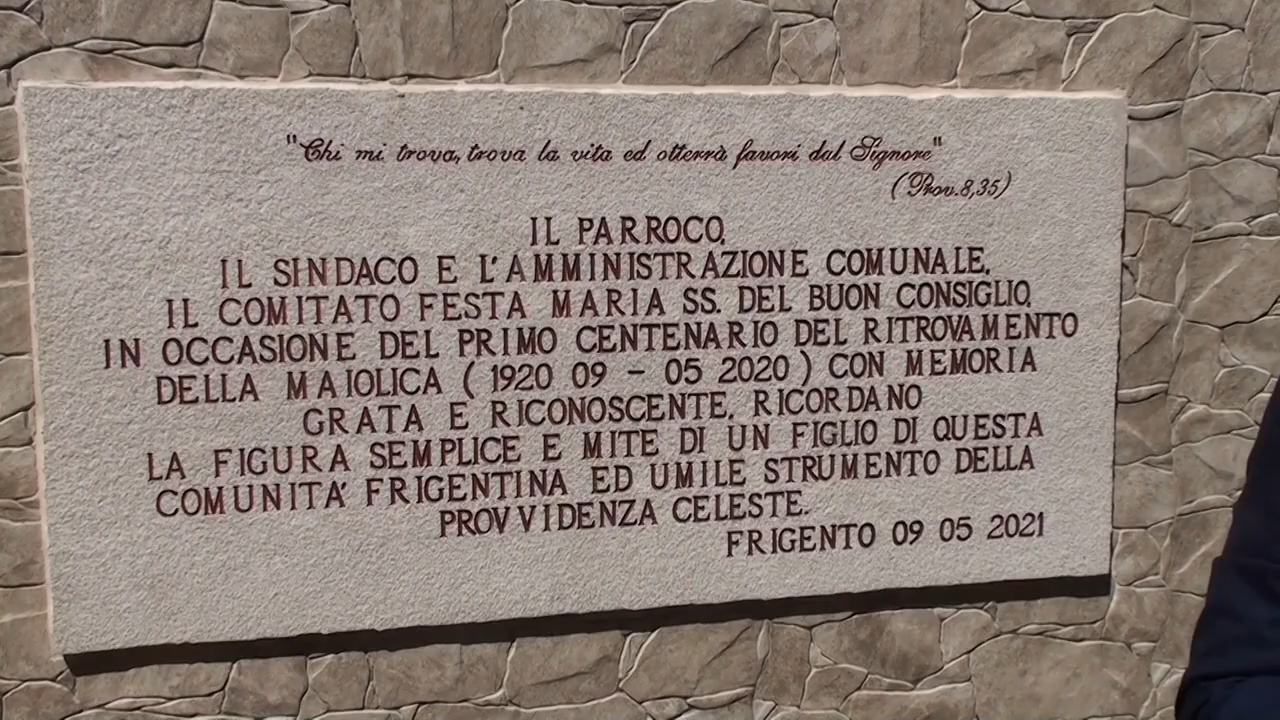 "Chi mi trova, trova la vita ed otterrà favori dal Signore"
(Prov. 8,35)
IL PARROCO,
IL SINDACO E L'AMMINISTRAZIONE COMUNALE,
IL COMITATO FESTA MARIA SS. DEL BUON CONSIGLIO,
IN OCCASIONE DEL PRIMO CENTENARIO DEL RITROVAMENTO
DELLA MAIOLICA ( 1920 09 - 05 2020 ) CON MEMORIA
GRATA E RICONOSCENTE, RICORDANO
LA FIGURA SEMPLICE E MITE DI UN FIGLIO DI QUESTA
COMUNITA' FRIGENTINA ED UMILE STRUMENTO DELLA
PROVVIDENZA CELESTE.
FRIGENTO 09 05 2021